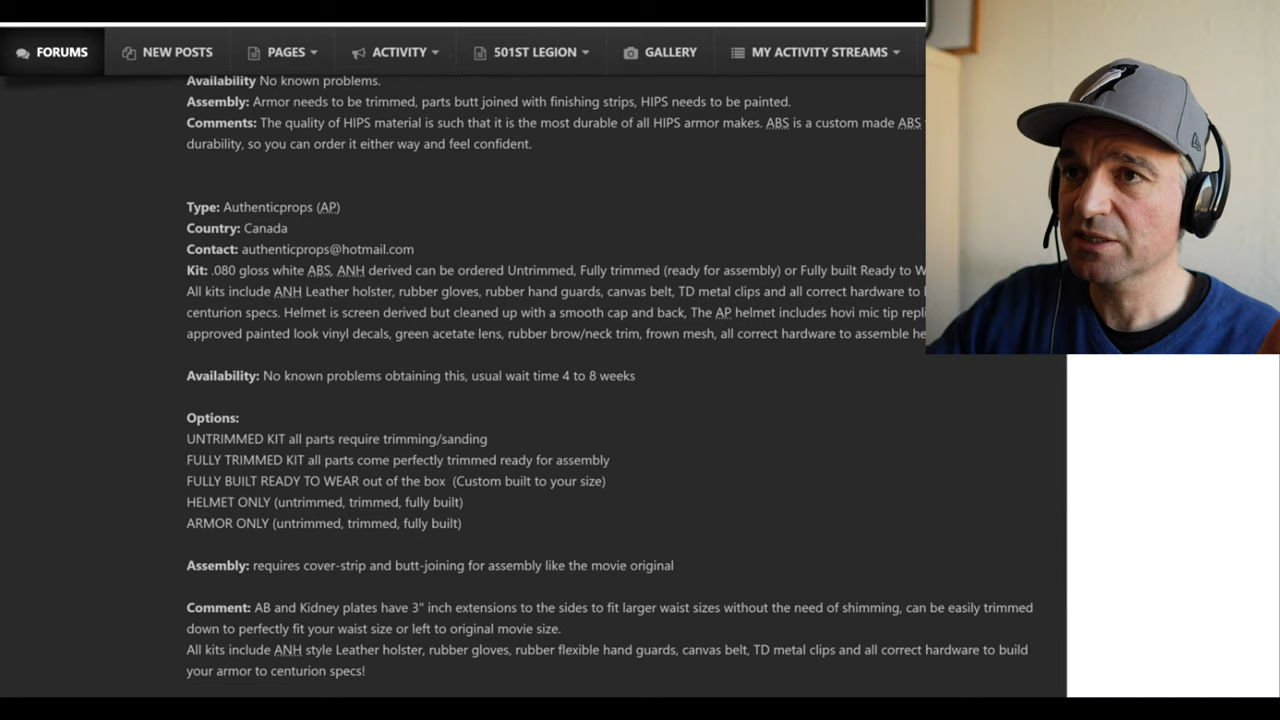 FORUMS NEW POSTS PAGES ACTIVITY 501ST LEGION GALLERY MY ACTIVITY STREAMS
Availability No known problems.
Assembly: Armor needs to be trimmed, parts butt joined with finishing strips, HIPS needs to be painted.
Comments: The quality of HIPS material is such that it is the most durable of all HIPS armor makes. ABS is a custom made ABS
durability, so you can order it either way and feel confident.
Type: Authenticprops (AP)
Country: Canada
Contact: authenticprops@hotmail.com
Kit: .080 gloss white ABS, ANH derived can be ordered Untrimmed, Fully trimmed (ready for assembly) or Fully built Ready to W
All kits include ANH Leather holster, rubber gloves, rubber hand guards, canvas belt, TD metal clips and all correct hardware to
centurion specs. Helmet is screen derived but cleaned up with a smooth cap and back, The AP helmet includes hovi mic tip repli
approved painted look vinyl decals, green acetate lens, rubber brow/neck trim, frown mesh, all correct hardware to assemble he
Availability: No known problems obtaining this, usual wait time 4 to 8 weeks
Options:
UNTRIMMED KIT all parts require trimming/sanding
FULLY TRIMMED KIT all parts come perfectly trimmed ready for assembly
FULLY BUILT READY TO WEAR out of the box (Custom built to your size)
HELMET ONLY (untrimmed, trimmed, fully built)
ARMOR ONLY (untrimmed, trimmed, fully built)
Assembly: requires cover-strip and butt-joining for assembly like the movie original
Comment: AB and Kidney plates have 3" inch extensions to the sides to fit larger waist sizes without the need of shimming, can be easily trimmed
down to perfectly fit your waist size or left to original movie size.
All kits include ANH style Leather holster, rubber gloves, rubber flexible hand guards, canvas belt, TD metal clips and all correct hardware to build
your armor to centurion specs!